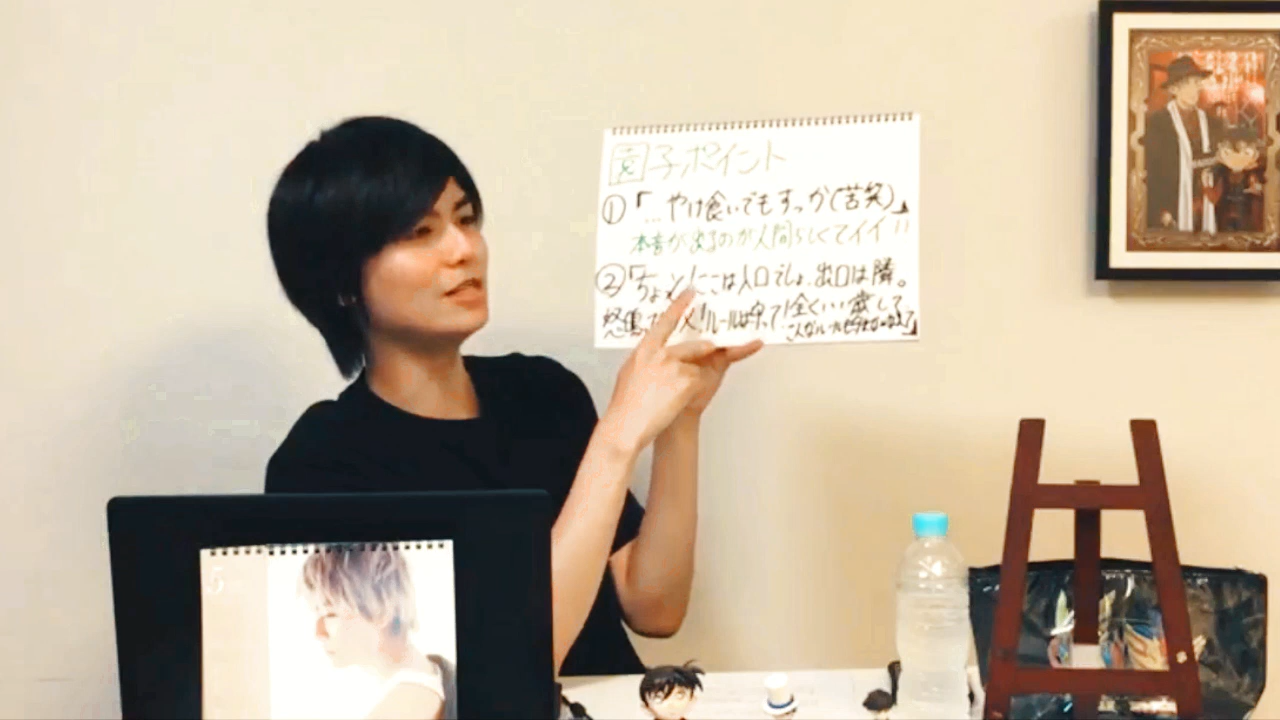 園子ポイント
①「…やけ食いでもすっか(苦笑)」
本音が出るのが人間らしくてイイ!!
②「ちょっとここは入口でしょ、出口は隣。
ルールは守って!全くいい歳して、
5